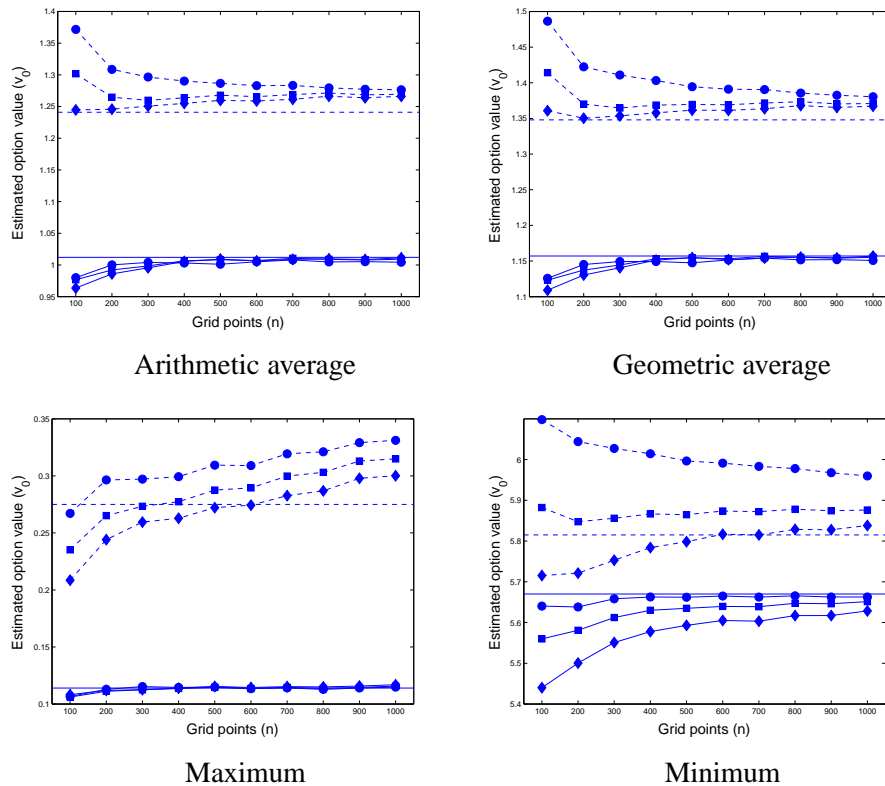 1.4
1.35
1.3
1.25
1.2
1.15
1.1
1.05
1
0.95
Estimated option value (v0)
100 200 300 400 500 600 700 800 900 1000
Grid points (n)
Arithmetic average
1.5
1.45
1.4
1.35
1.3
1.25
1.2
1.15
1.1
Estimated option value (v0)
100 200 300 400 500 600 700 800 900 1000
Grid points (n)
Geometric average
0.35
0.3
0.25
0.2
0.15
0.1
Estimated option value (v0)
100 200 300 400 500 600 700 800 900 1000
Grid points (n)
Maximum
6
5.9
5.8
5.7
5.6
5.5
5.4
Estimated option value (v0)
100 200 300 400 500 600 700 800 900 1000
Grid points (n)
Minimum